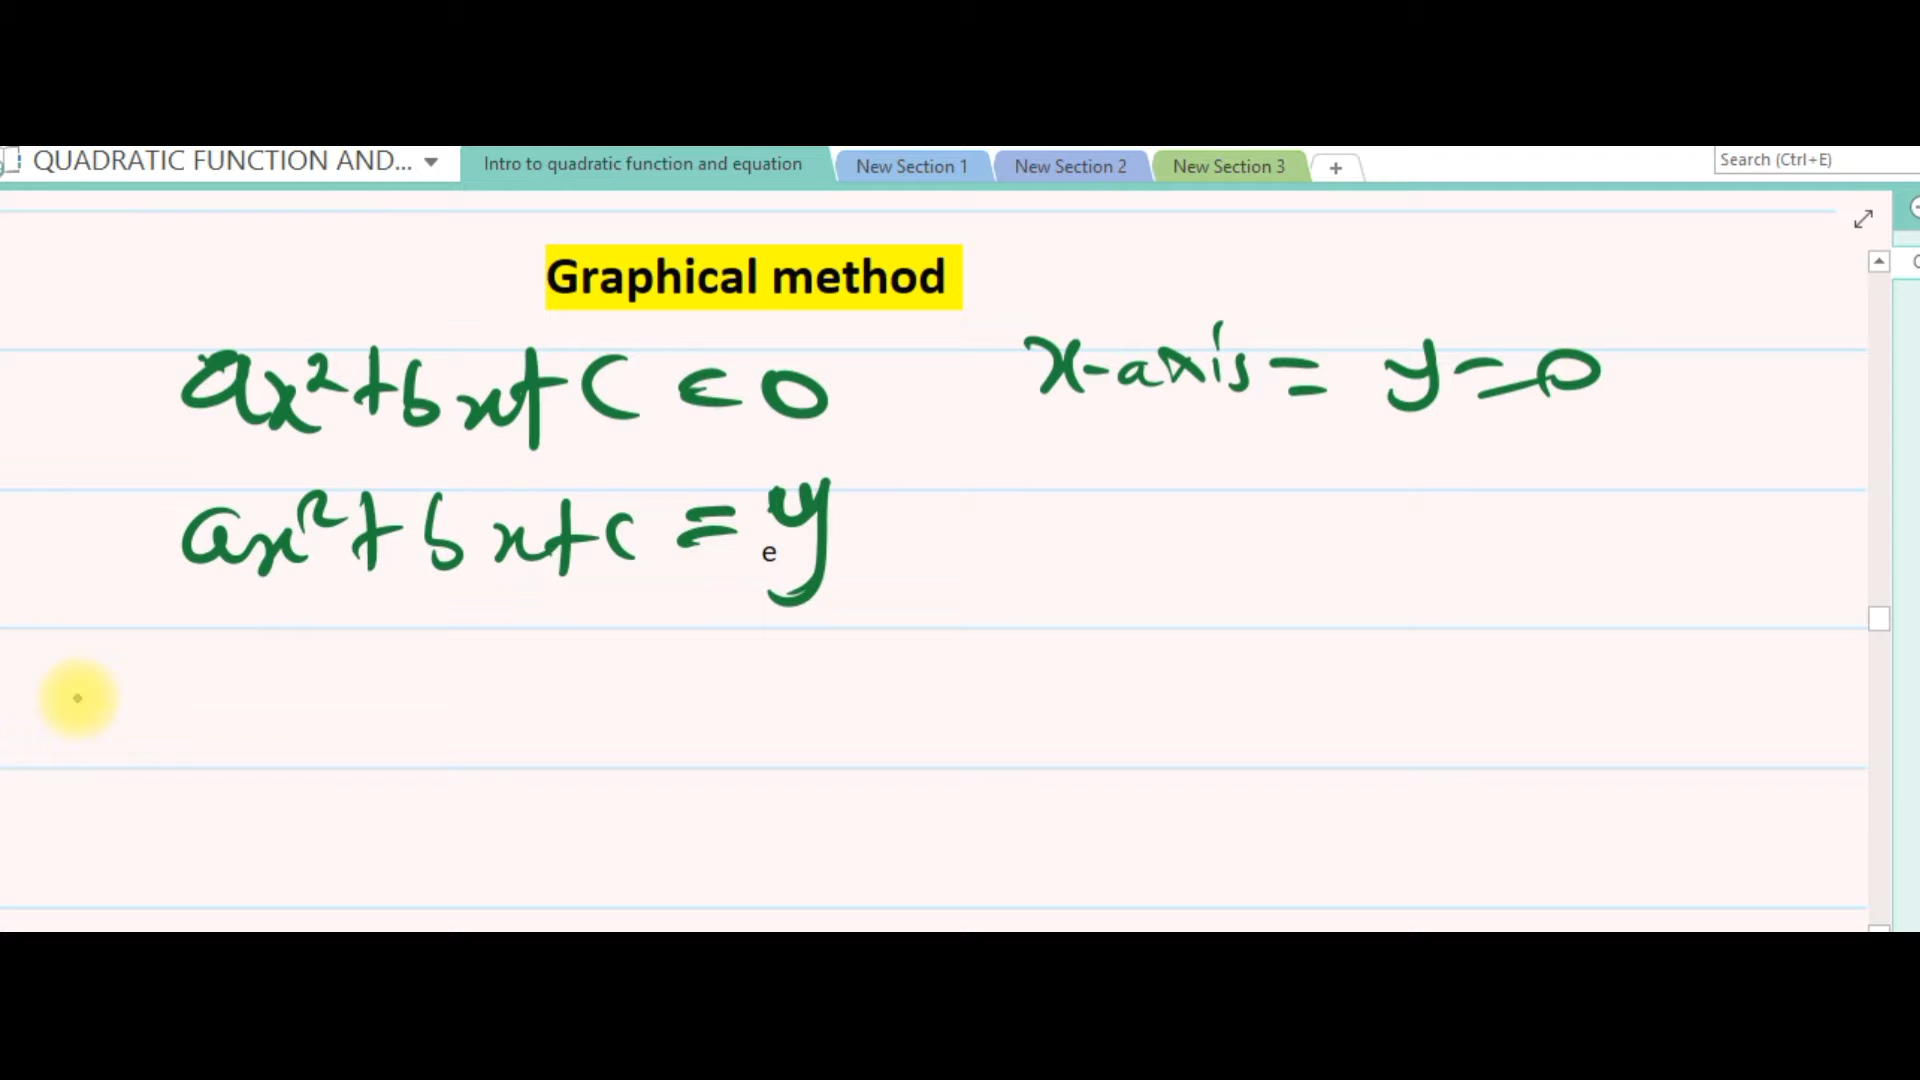 QUADRATIC FUNCTION AND... Intro to quadratic function and equation New Section 1 New Section 2 New Section 3 + Search (Ctrl+E)
Graphical method
ax²+bx+c = 0 x-axis = y=0
ax²+bx+c = y
e